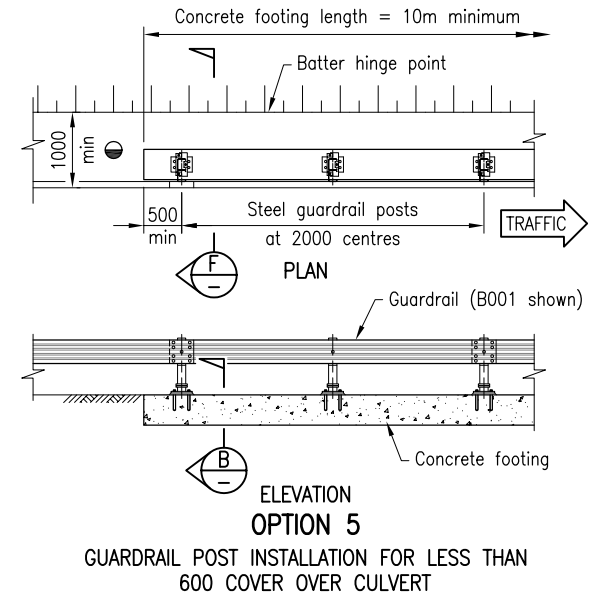 Concrete footing length = 10m minimum
Batter hinge point
1000
min
500
min
Steel guardrail posts
at 2000 centres
TRAFFIC
F
–
PLAN
Guardrail (B001 shown)
B
–
Concrete footing
ELEVATION
OPTION 5
GUARDRAIL POST INSTALLATION FOR LESS THAN
600 COVER OVER CULVERT